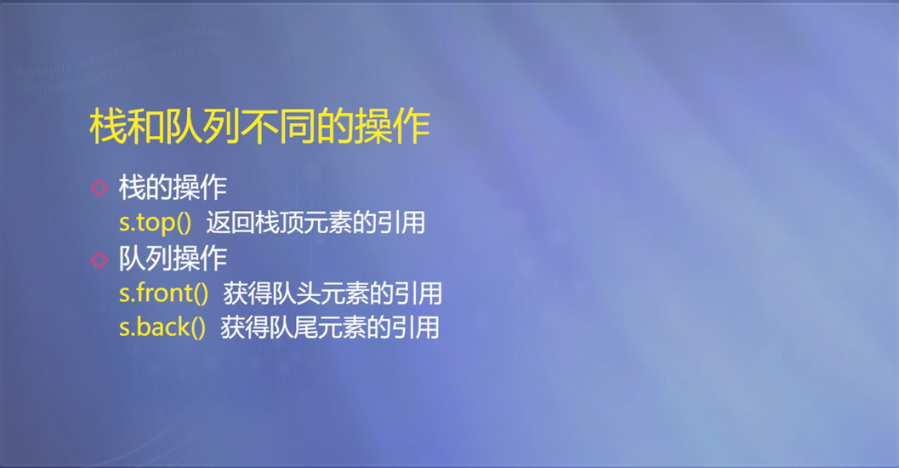 栈和队列不同的操作
栈的操作
s.top() 返回栈顶元素的引用
队列操作
s.front() 获得队头元素的引用
s.back() 获得队尾元素的引用